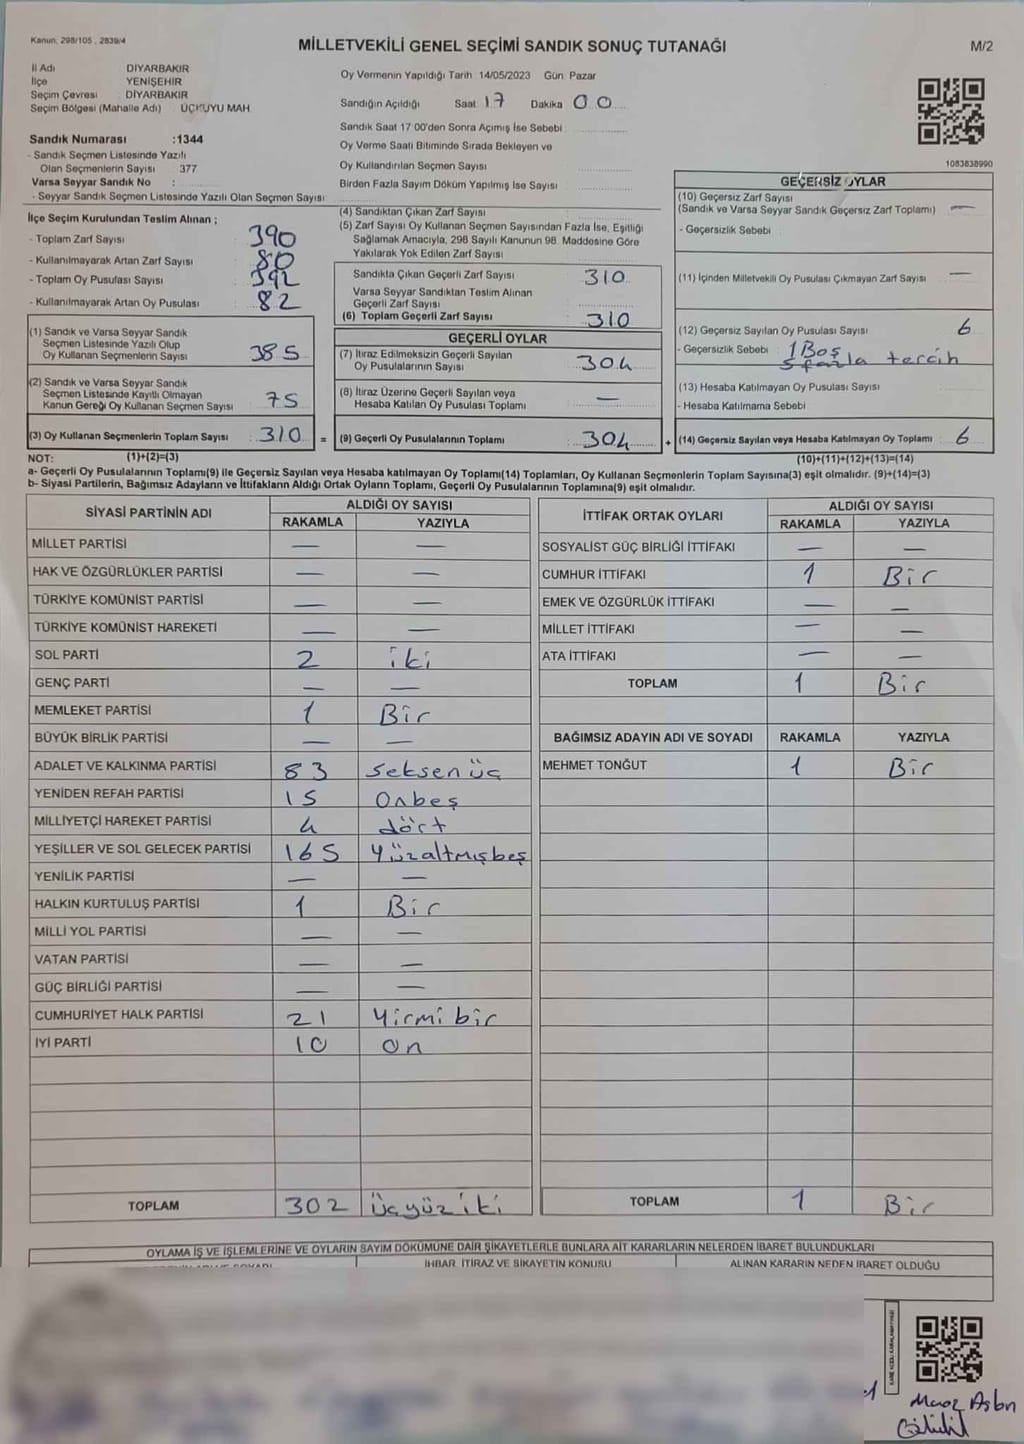 Kanun, 298/105 , 2839/4
MİLLETVEKİLİ GENEL SEÇİMİ SANDIK SONUÇ TUTANAĞI
M/2
İl Adı DİYARBAKIR
İlçe YENİŞEHİR
Seçim Çevresi DİYARBAKIR
Seçim Bölgesi (Mahalle Adı) ÜÇKUYU MAH
Sandık Numarası :1344
- Sandık Seçmen Listesinde Yazılı
Olan Seçmenlerin Sayısı 377
Varsa Seyyar Sandık No :
- Seyyar Sandık Seçmen Listesinde Yazılı Olan Seçmen Sayısı
Oy Vermenin Yapıldığı Tarih 14/05/2023 Gün Pazar
Sandığın Açıldığı Saat 17 Dakika 00
Sandık Saat 17 00'den Sonra Açımış İse Sebebi
Oy Verme Saati Bitiminde Sırada Bekleyen ve
Oy Kullandırılan Seçmen Sayısı
Birden Fazla Sayım Döküm Yapılmış İse Sayısı
1083838990
İlçe Seçim Kurulundan Teslim Alınan ;
- Toplam Zarf Sayısı 390
- Kullanılmayarak Artan Zarf Sayısı 80
- Toplam Oy Pusulası Sayısı 392
- Kullanılmayarak Artan Oy Pusulası 82
(1) Sandık ve Varsa Seyyar Sandık
Seçmen Listesinde Yazılı Olup
Oy Kullanan Seçmenlerin Sayısı 385
(2) Sandık ve Varsa Seyyar Sandık
Seçmen Listesinde Kayıtlı Olmayan
Kanun Gereği Oy Kullanan Seçmen Sayısı 75
(3) Oy Kullanan Seçmenlerin Toplam Sayısı 310 =
(4) Sandıktan Çıkan Zarf Sayısı
(5) Zarf Sayısı Oy Kullanan Seçmen Sayısından Fazla İse, Eşitliği
Sağlamak Amacıyla, 298 Sayılı Kanunun 98. Maddesine Göre
Yakılarak Yok Edilen Zarf Sayısı
Sandıkta Çıkan Geçerli Zarf Sayısı 310
Varsa Seyyar Sandıktan Teslim Alınan
Geçerli Zarf Sayısı
(6) Toplam Geçerli Zarf Sayısı 310
GEÇERLİ OYLAR
(7) İtiraz Edilmeksizin Geçerli Sayılan
Oy Pusulalarının Sayısı 304
(8) İtiraz Üzerine Geçerli Sayılan veya
Hesaba Katılan Oy Pusulası Toplamı —
(9) Geçerli Oy Pusulalarının Toplamı 304 +
GEÇERSİZ OYLAR
(10) Geçersiz Zarf Sayısı
(Sandık ve Varsa Seyyar Sandık Geçersiz Zarf Toplamı) —
- Geçersizlik Sebebi
(11) İçinden Milletvekili Oy Pusulası Çıkmayan Zarf Sayısı —
(12) Geçersiz Sayılan Oy Pusulası Sayısı 6
- Geçersizlik Sebebi : 1 Boş
5 fazla tercih
(13) Hesaba Katılmayan Oy Pusulası Sayısı
- Hesaba Katılmama Sebebi
(14) Geçersiz Sayılan veya Hesaba Katılmayan Oy Toplamı : 6
NOT: (1)+(2)=(3) (10)+(11)+(12)+(13)=(14)
a- Geçerli Oy Pusulalarının Toplamı(9) ile Geçersiz Sayılan veya Hesaba katılmayan Oy Toplamı(14) Toplamları, Oy Kullanan Seçmenlerin Toplam Sayısına(3) eşit olmalıdır. (9)+(14)=(3)
b- Siyasi Partilerin, Bağımsız Adayların ve İttifakların Aldığı Oyların Toplamı, Geçerli Oy Pusulalarının Toplamına(9) eşit olmalıdır.
SİYASİ PARTİNİN ADI ALDIĞI OY SAYISI
RAKAMLA YAZIYLA
MİLLET PARTİSİ — —
HAK VE ÖZGÜRLÜKLER PARTİSİ — —
TÜRKİYE KOMÜNİST PARTİSİ — —
TÜRKİYE KOMÜNİST HAREKETİ — —
SOL PARTİ 2 iki
GENÇ PARTİ — —
MEMLEKET PARTİSİ 1 Bir
BÜYÜK BİRLİK PARTİSİ — —
ADALET VE KALKINMA PARTİSİ 83 seksen üç
YENİDEN REFAH PARTİSİ 15 Onbeş
MİLLİYETÇİ HAREKET PARTİSİ 4 dört
YEŞİLLER VE SOL GELECEK PARTİSİ 165 Yüzaltmışbeş
YENİLİK PARTİSİ — —
HALKIN KURTULUŞ PARTİSİ 1 Bir
MİLLİ YOL PARTİSİ — —
VATAN PARTİSİ — —
GÜÇ BİRLİĞİ PARTİSİ — —
CUMHURİYET HALK PARTİSİ 21 Yirmi bir
İYİ PARTİ 10 on
TOPLAM 302 Üçyüz iki
İTTİFAK ORTAK OYLARI ALDIĞI OY SAYISI
RAKAMLA YAZIYLA
SOSYALİST GÜÇ BİRLİĞİ İTTİFAKI — —
CUMHUR İTTİFAKI 1 Bir
EMEK VE ÖZGÜRLÜK İTTİFAKI — —
MİLLET İTTİFAKI — —
ATA İTTİFAKI — —
TOPLAM 1 Bir
BAĞIMSIZ ADAYIN ADI VE SOYADI RAKAMLA YAZIYLA
MEHMET TONĞUT 1 Bir
TOPLAM 1 Bir
OYLAMA İŞ VE İŞLEMLERİNE VE OYLARIN SAYIM DÖKÜMÜNE DAİR ŞİKAYETLERLE BUNLARA AİT KARARLARIN NELERDEN İBARET BULUNDUKLARI
İHBAR, İTİRAZ VE ŞİKAYETİN KONUSU ALINAN KARARIN NEDEN İBARET OLDUĞU